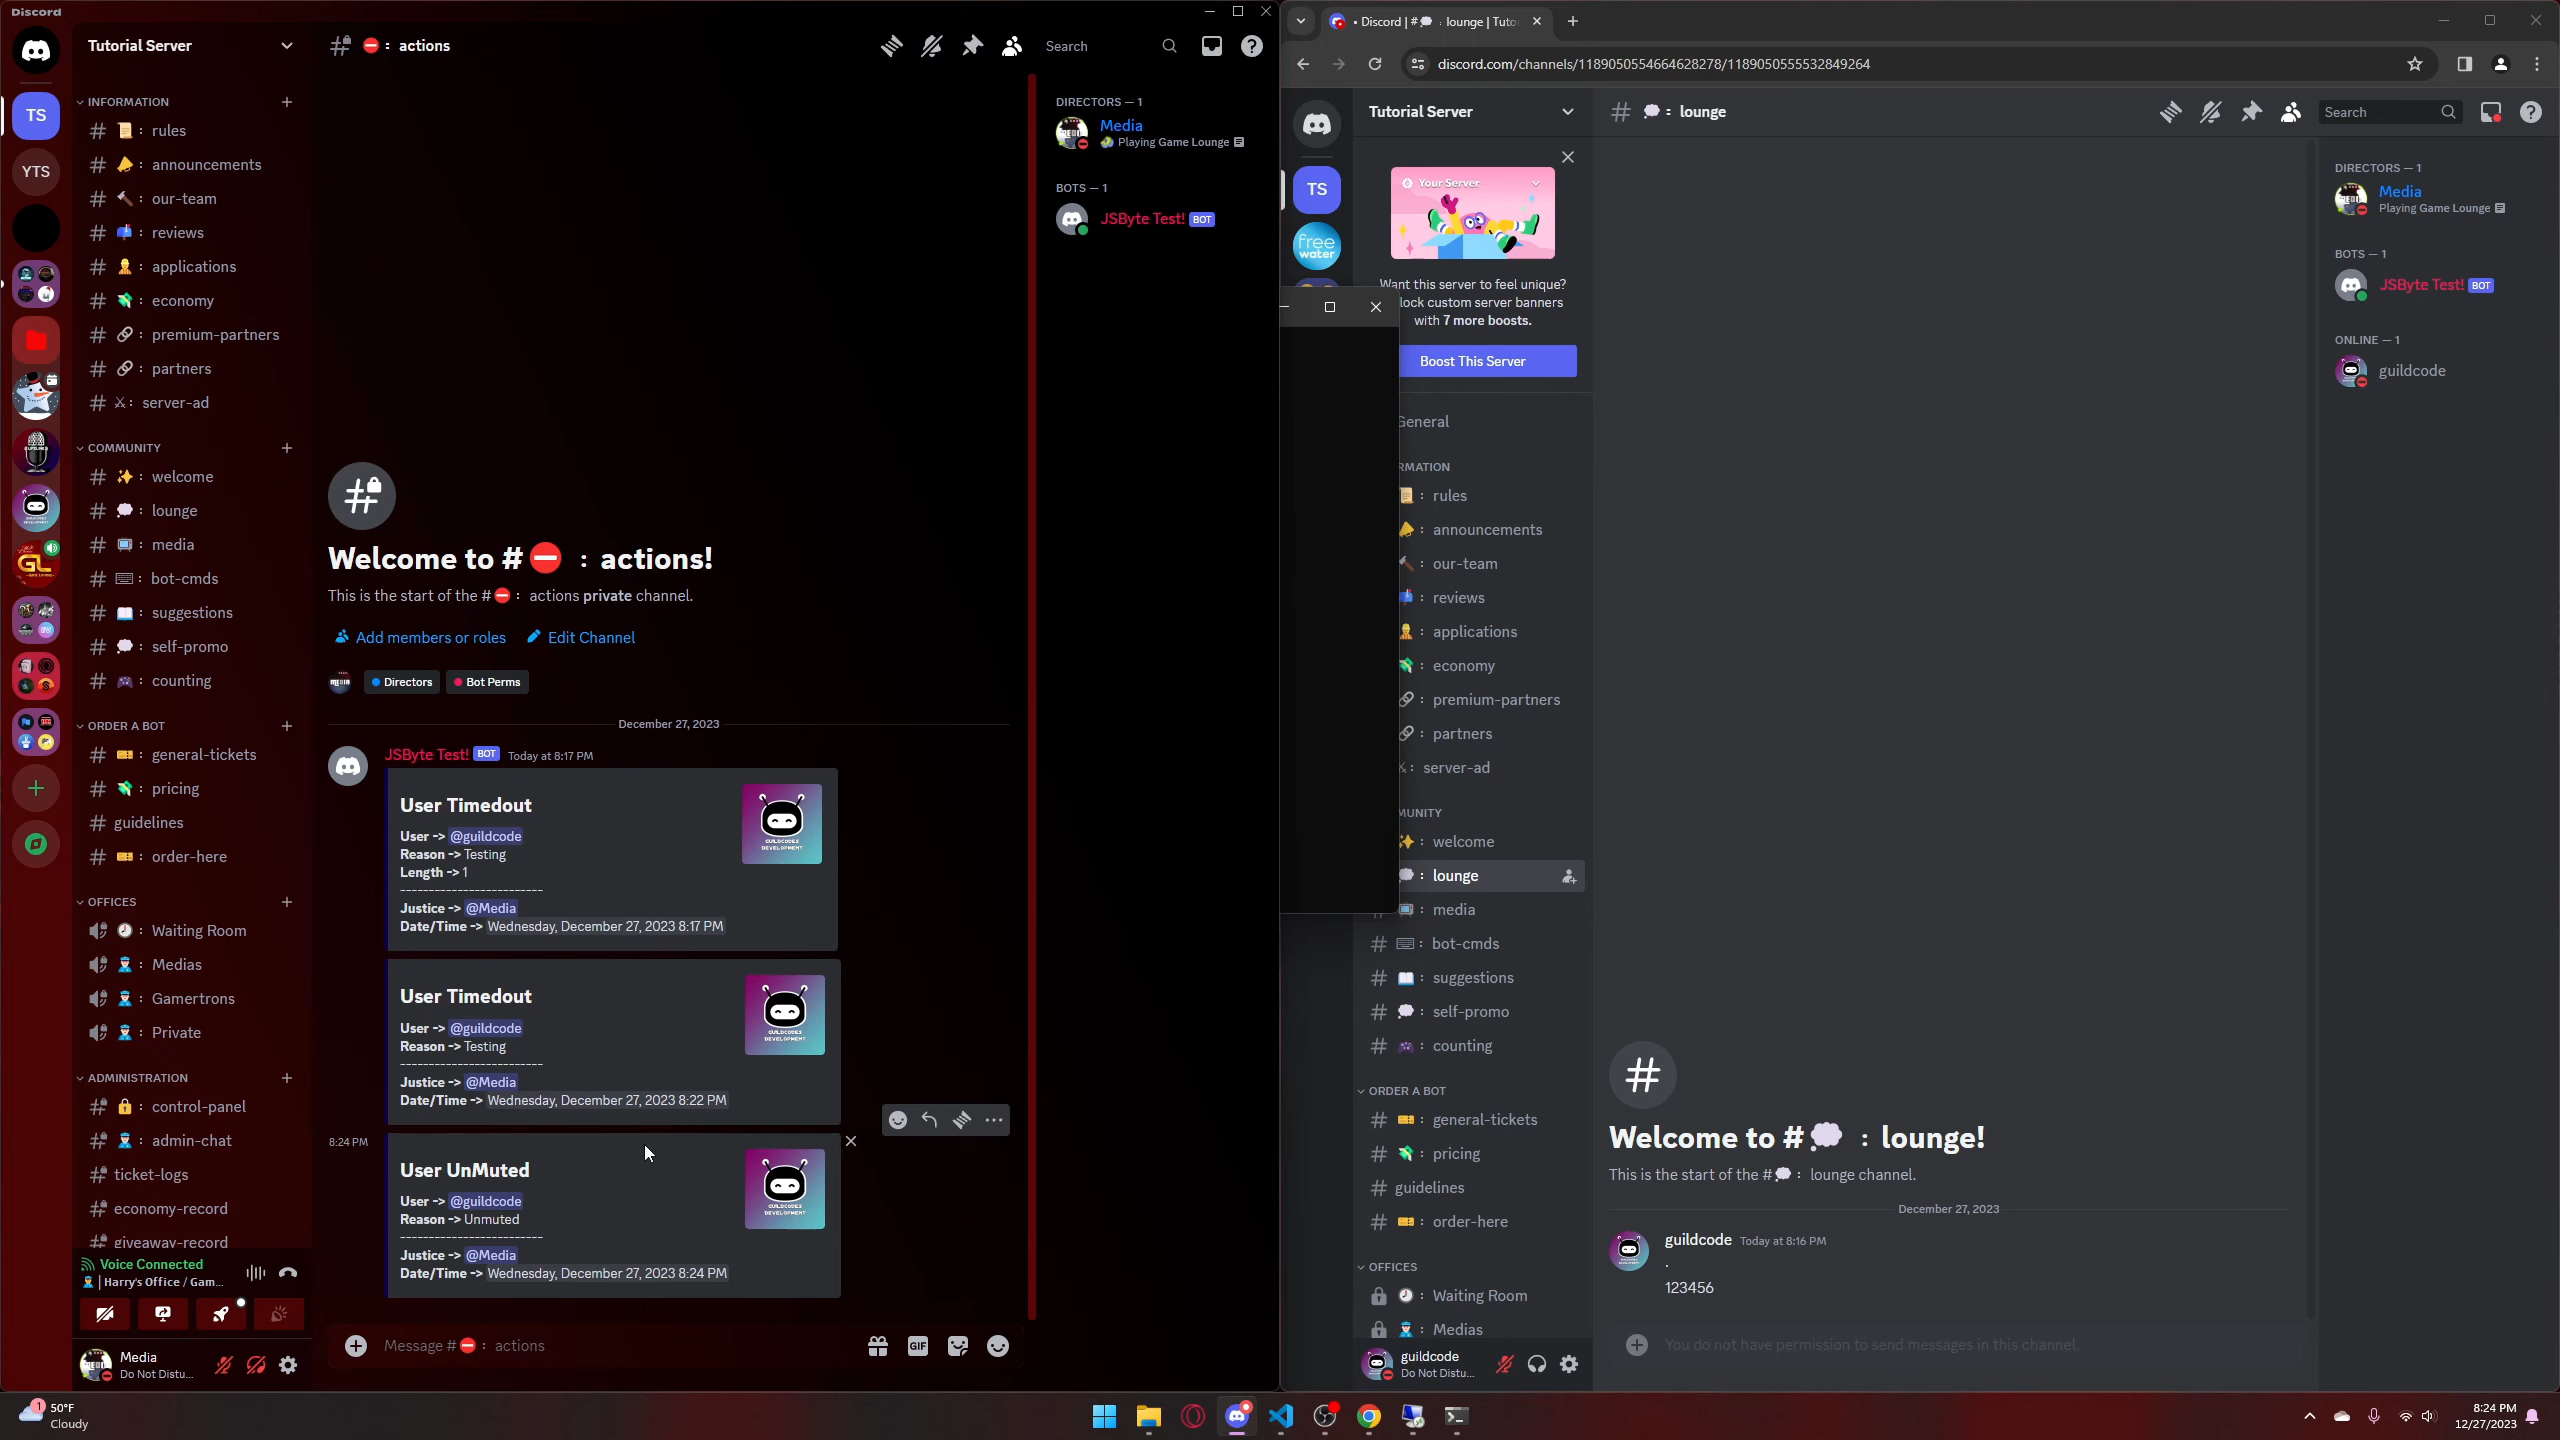 Discord
TS
YTS
GL
Tutorial Server
INFORMATION
rules
announcements
our-team
reviews
applications
economy
premium-partners
partners
server-ad
COMMUNITY
welcome
lounge
media
bot-cmds
suggestions
self-promo
counting
ORDER A BOT
general-tickets
pricing
guidelines
order-here
OFFICES
Waiting Room
Medias
Gamertrons
Private
ADMINISTRATION
control-panel
admin-chat
ticket-logs
economy-record
giveaway-record
Voice Connected
| Harry's Office / Gam...
Media
Do Not Distu...
: actions
Search
Welcome to # : actions!
This is the start of the # : actions private channel.
Add members or roles
Edit Channel
Directors
Bot Perms
December 27, 2023
JSByte Test! BOT Today at 8:17 PM
User Timedout
User -> @guildcode
Reason -> Testing
Length -> 1
-------------------------
Justice -> @Media
Date/Time -> Wednesday, December 27, 2023 8:17 PM
User Timedout
User -> @guildcode
Reason -> Testing
-------------------------
Justice -> @Media
Date/Time -> Wednesday, December 27, 2023 8:22 PM
8:24 PM
User UnMuted
User -> @guildcode
Reason -> Unmuted
-------------------------
Justice -> @Media
Date/Time -> Wednesday, December 27, 2023 8:24 PM
Message # : actions
GIF
DIRECTORS — 1
Media
Playing Game Lounge
BOTS — 1
JSByte Test! BOT
• Discord | # : lounge | Tuto
discord.com/channels/1189050554664628278/1189050555532849264
TS
free water
Tutorial Server
Your Server
Want this server to feel unique?
lock custom server banners
with 7 more boosts.
Boost This Server
General
RMATION
rules
announcements
our-team
reviews
applications
economy
premium-partners
partners
server-ad
MUNITY
welcome
lounge
media
bot-cmds
suggestions
self-promo
counting
ORDER A BOT
general-tickets
pricing
guidelines
order-here
OFFICES
Waiting Room
Medias
guildcode
Do Not Distu...
# : lounge
Search
Welcome to # : lounge!
This is the start of the # : lounge channel.
December 27, 2023
guildcode Today at 8:16 PM
.
123456
You do not have permission to send messages in this channel.
DIRECTORS — 1
Media
Playing Game Lounge
BOTS — 1
JSByte Test! BOT
ONLINE — 1
guildcode
1
50°F
Cloudy
8:24 PM
12/27/2023